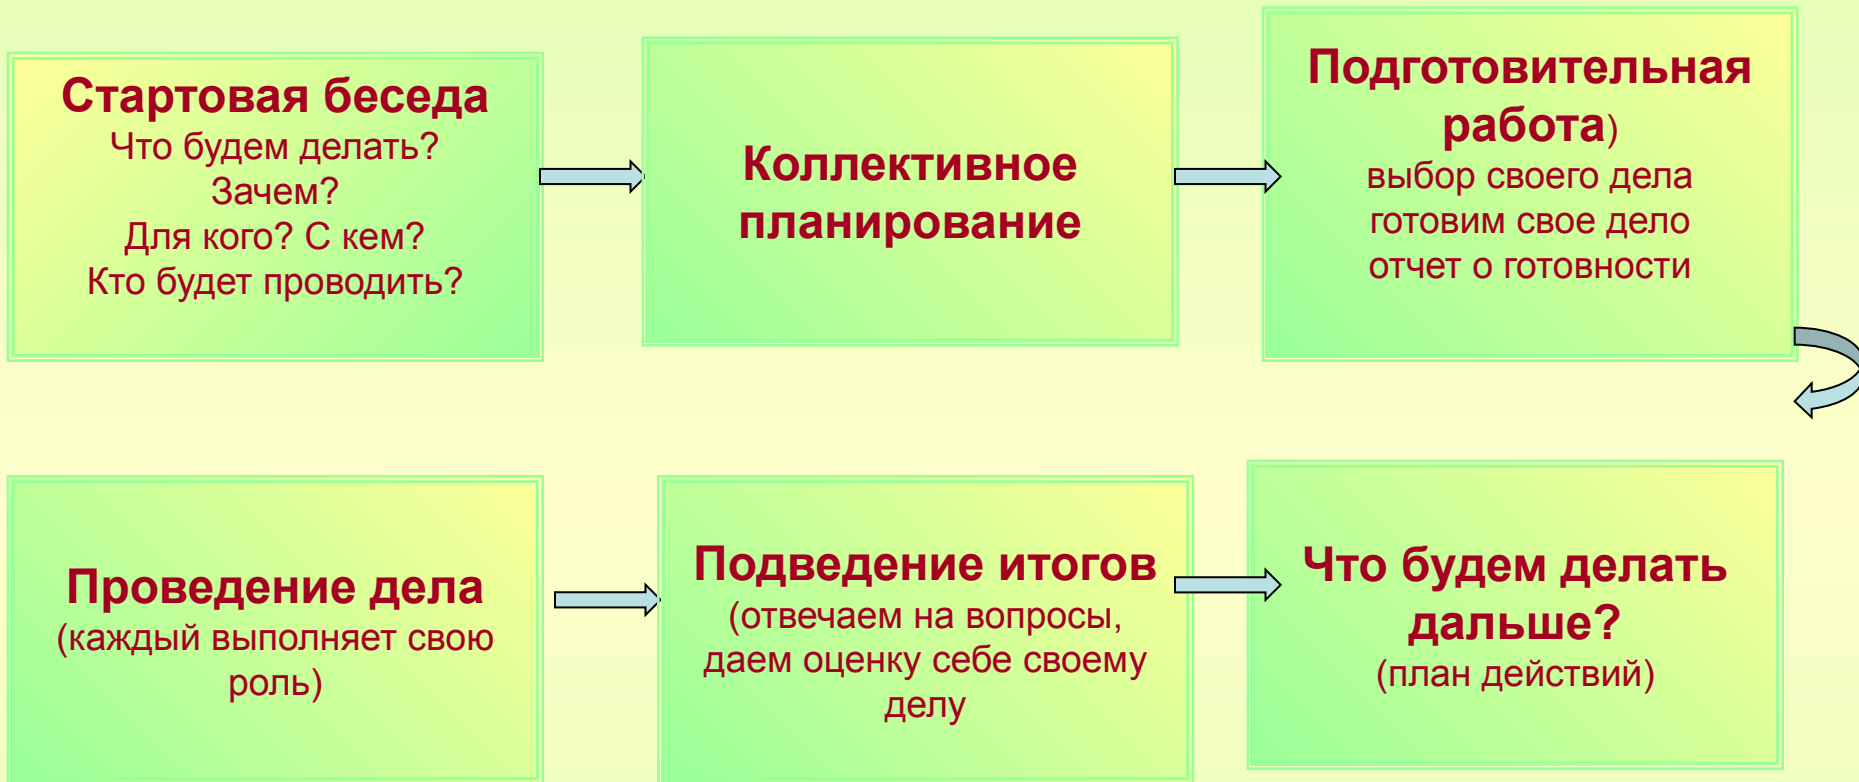 Стартовая беседа
Что будем делать?
Зачем?
Для кого? С кем?
Кто будет проводить?
Коллективное
планирование
Подготовительная
работа)
выбор своего дела
готовим свое дело
отчет о готовности
Проведение дела
(каждый выполняет свою
роль)
Подведение итогов
(отвечаем на вопросы,
даем оценку себе своему
делу
Что будем делать
дальше?
(план действий)